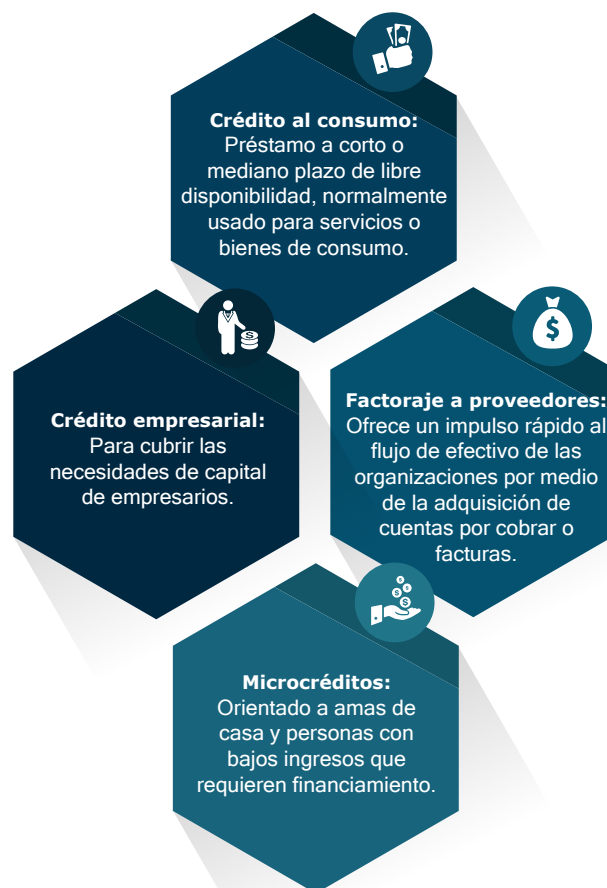 Crédito al consumo:
Préstamo a corto o
mediano plazo de libre
disponibilidad, normalmente
usado para servicios o
bienes de consumo.
Crédito empresarial:
Para cubrir las
necesidades de capital
de empresarios.
Factoraje a proveedores:
Ofrece un impulso rápido al
flujo de efectivo de las
organizaciones por medio
de la adquisición de
cuentas por cobrar o
facturas.
Microcréditos:
Orientado a amas de
casa y personas con
bajos ingresos que
requieren financiamiento.